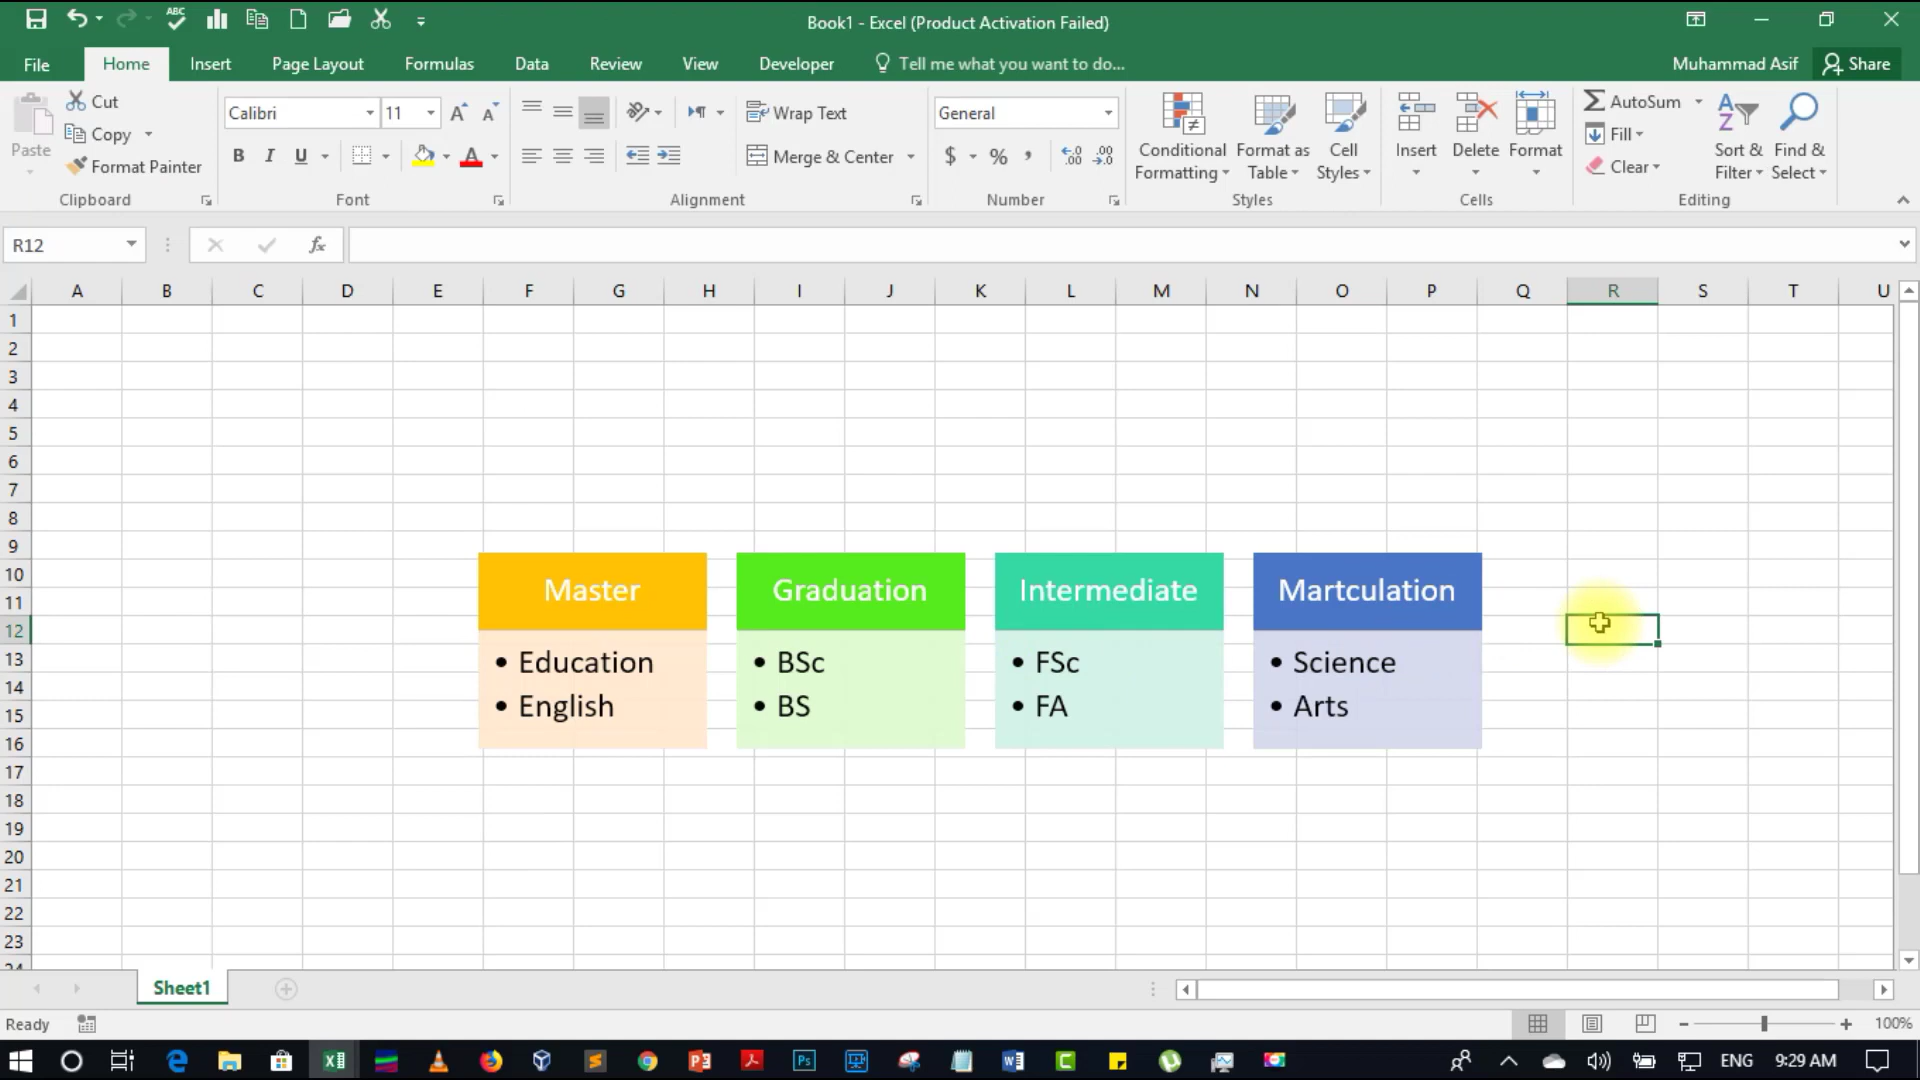 Book1 - Excel (Product Activation Failed)
File Home Insert Page Layout Formulas Data Review View Developer Tell me what you want to do... Muhammad Asif Share
Cut
Copy
Format Painter
Paste
Clipboard
Calibri 11
B I U
Font
Wrap Text
Merge & Center
Alignment
General
$ %
Number
Conditional Formatting
Format as Table
Cell Styles
Styles
Insert Delete Format
Cells
AutoSum
Fill
Clear
Sort & Filter
Find & Select
Editing
R12
fx
A B C D E F G H I J K L M N O P Q R S T U
1
2
3
4
5
6
7
8
9
10
11
12
13
14
15
16
17
18
19
20
21
22
23
24
Master Graduation Intermediate Martculation
• Education • BSc • FSc • Science
• English • BS • FA • Arts
Sheet1
Ready
100%
ENG 9:29 AM